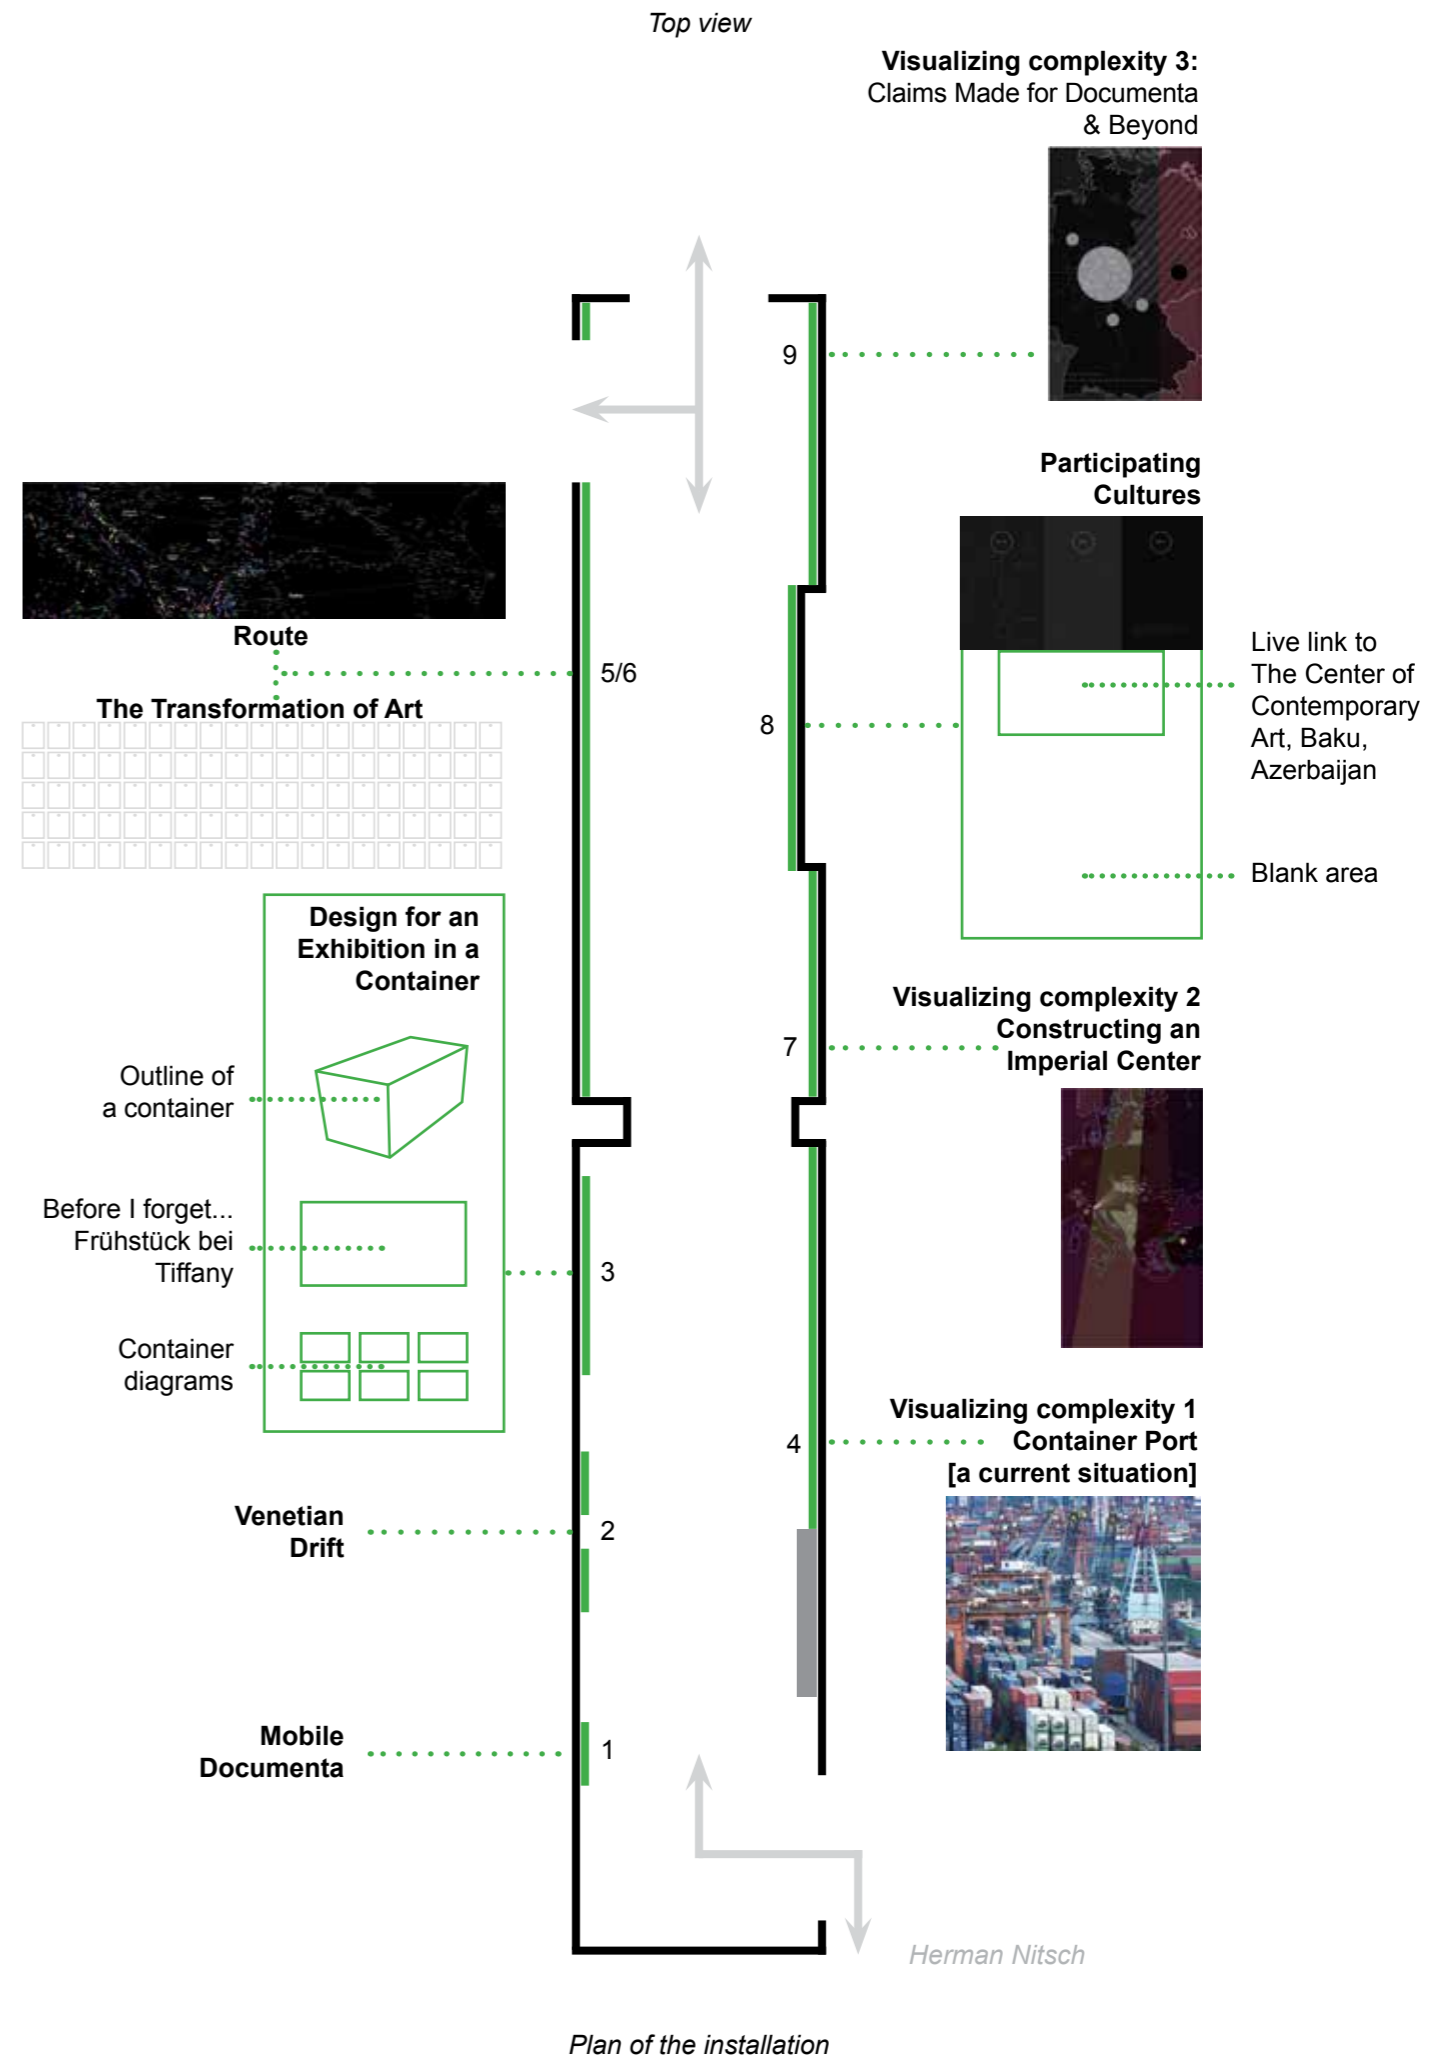 Top view
Visualizing complexity 3:
Claims Made for Documenta
& Beyond
9
Participating
Cultures
Live link to
The Center of
Contemporary
Art, Baku,
Azerbaijan
8
Blank area
Route
5/6
The Transformation of Art
Design for an
Exhibition in a
Container
Outline of
a container
Before I forget...
Frühstück bei
Tiffany
Container
diagrams
3
Visualizing complexity 2
Constructing an
Imperial Center
7
Visualizing complexity 1
Container Port
[a current situation]
4
Venetian
Drift
2
Mobile
Documenta
1
Herman Nitsch
Plan of the installation